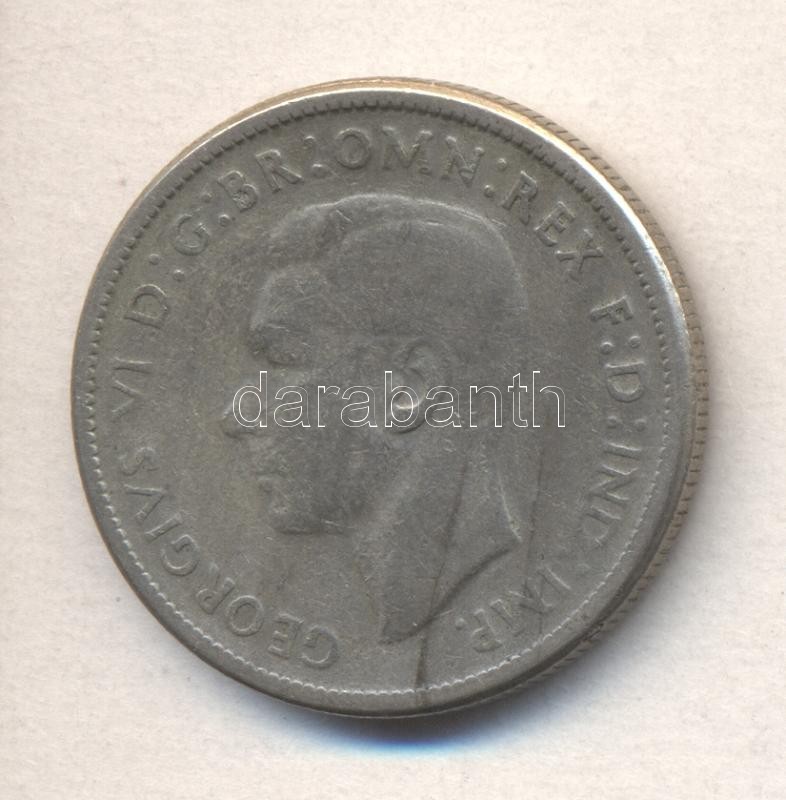 GEORGIVS VI D:G:BR:OMN:REX F:D:IND:IMP.
darabanth